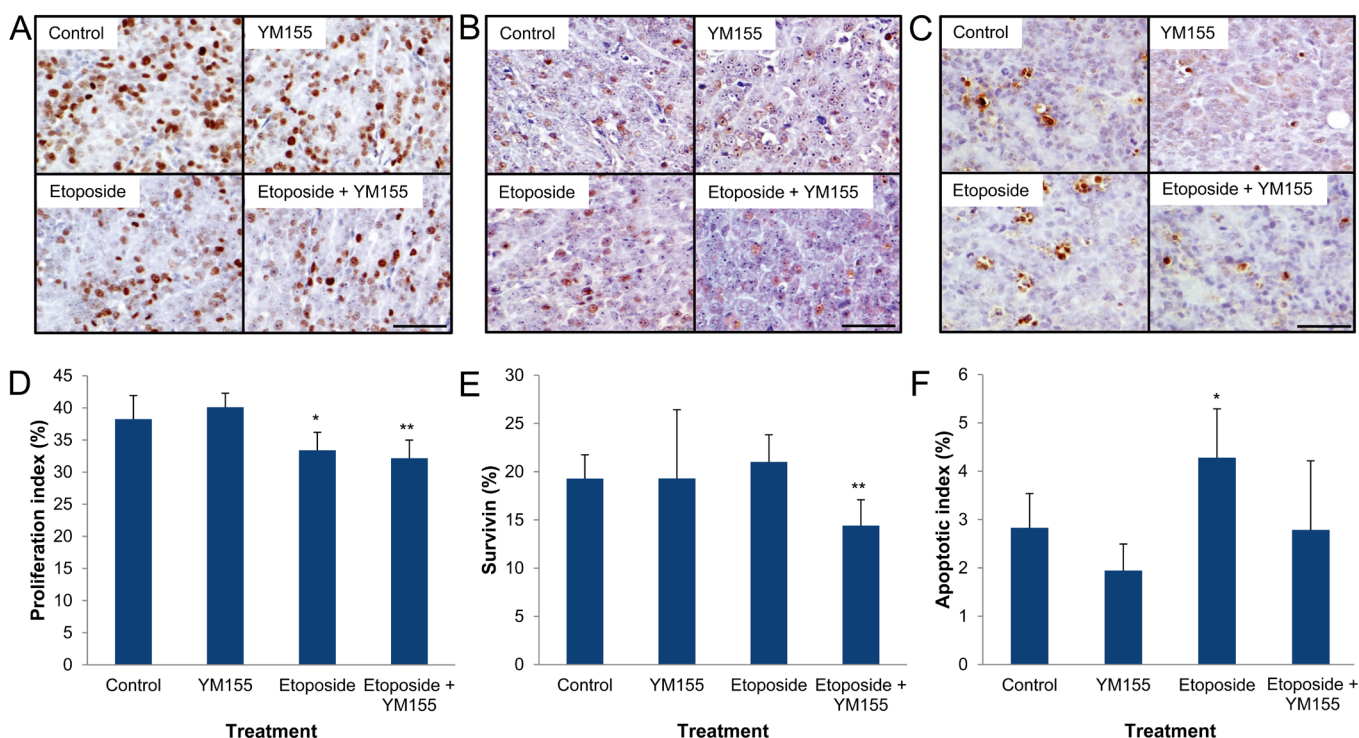 A
Control
YM155
Etoposide
Etoposide + YM155
B
Control
YM155
Etoposide
Etoposide + YM155
C
Control
YM155
Etoposide
Etoposide + YM155
D
Proliferation index (%)
45
40
35
30
25
20
15
10
5
0
*
**
Control
YM155
Etoposide
Etoposide +
YM155
Treatment
E
Survivin (%)
30
25
20
15
10
5
0
**
Control
YM155
Etoposide
Etoposide +
YM155
Treatment
F
Apoptotic index (%)
6
5
4
3
2
1
0
*
Control
YM155
Etoposide
Etoposide +
YM155
Treatment